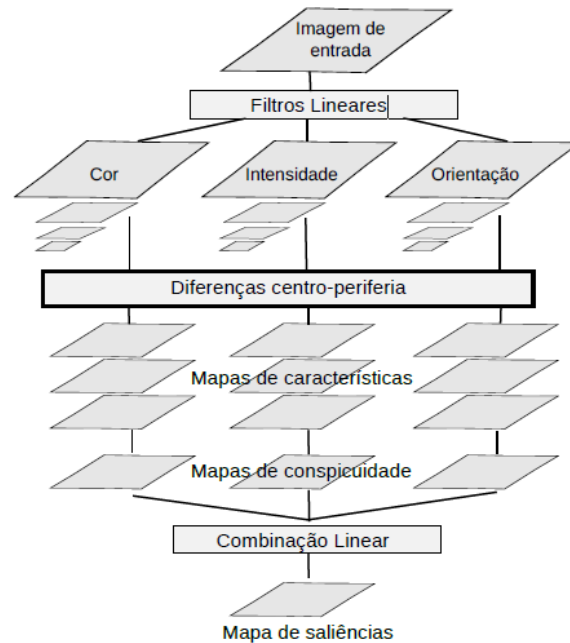 Imagem de
entrada
Filtros Lineares
Cor
Intensidade
Orientação
Diferenças centro-periferia
Mapas de características
Mapas de conspicuidade
Combinação Linear
Mapa de saliências